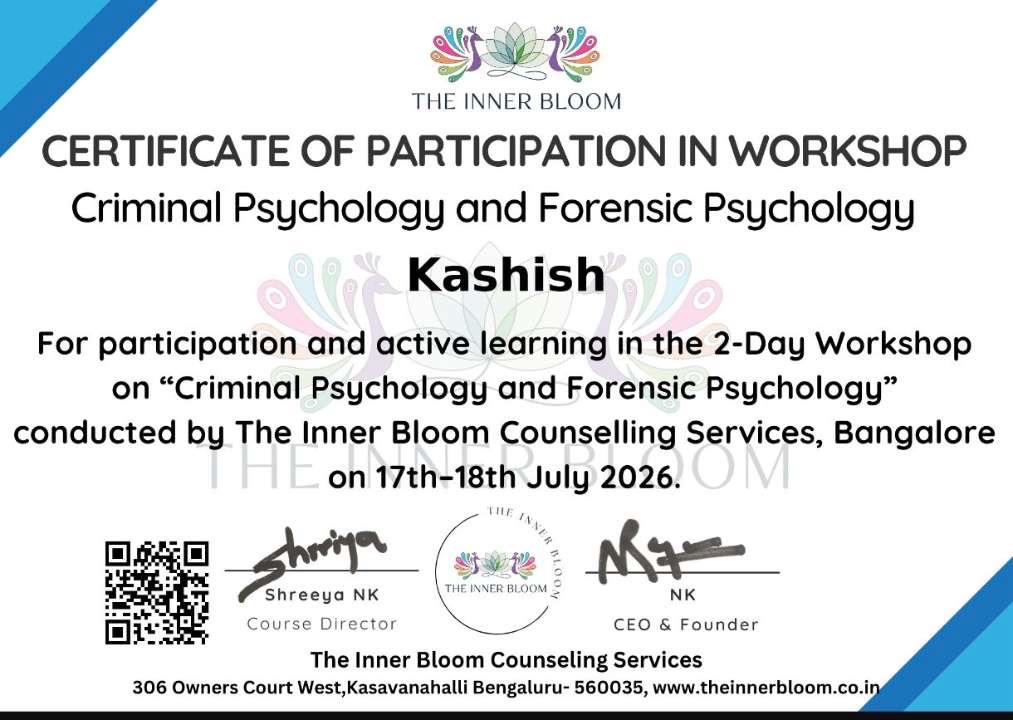 THE INNER BLOOM
CERTIFICATE OF PARTICIPATION IN WORKSHOP
Criminal Psychology and Forensic Psychology
Kashish
For participation and active learning in the 2-Day Workshop
on “Criminal Psychology and Forensic Psychology”
conducted by The Inner Bloom Counselling Services, Bangalore
THE INNER BLOOM
on 17th–18th July 2026.
THE INNER BLOOM
Shrriya
THE INNER BLOOM
Shreeya NK
NK
Course Director
CEO & Founder
The Inner Bloom Counseling Services
306 Owners Court West,Kasavanahalli Bengaluru- 560035, www.theinnerbloom.co.in